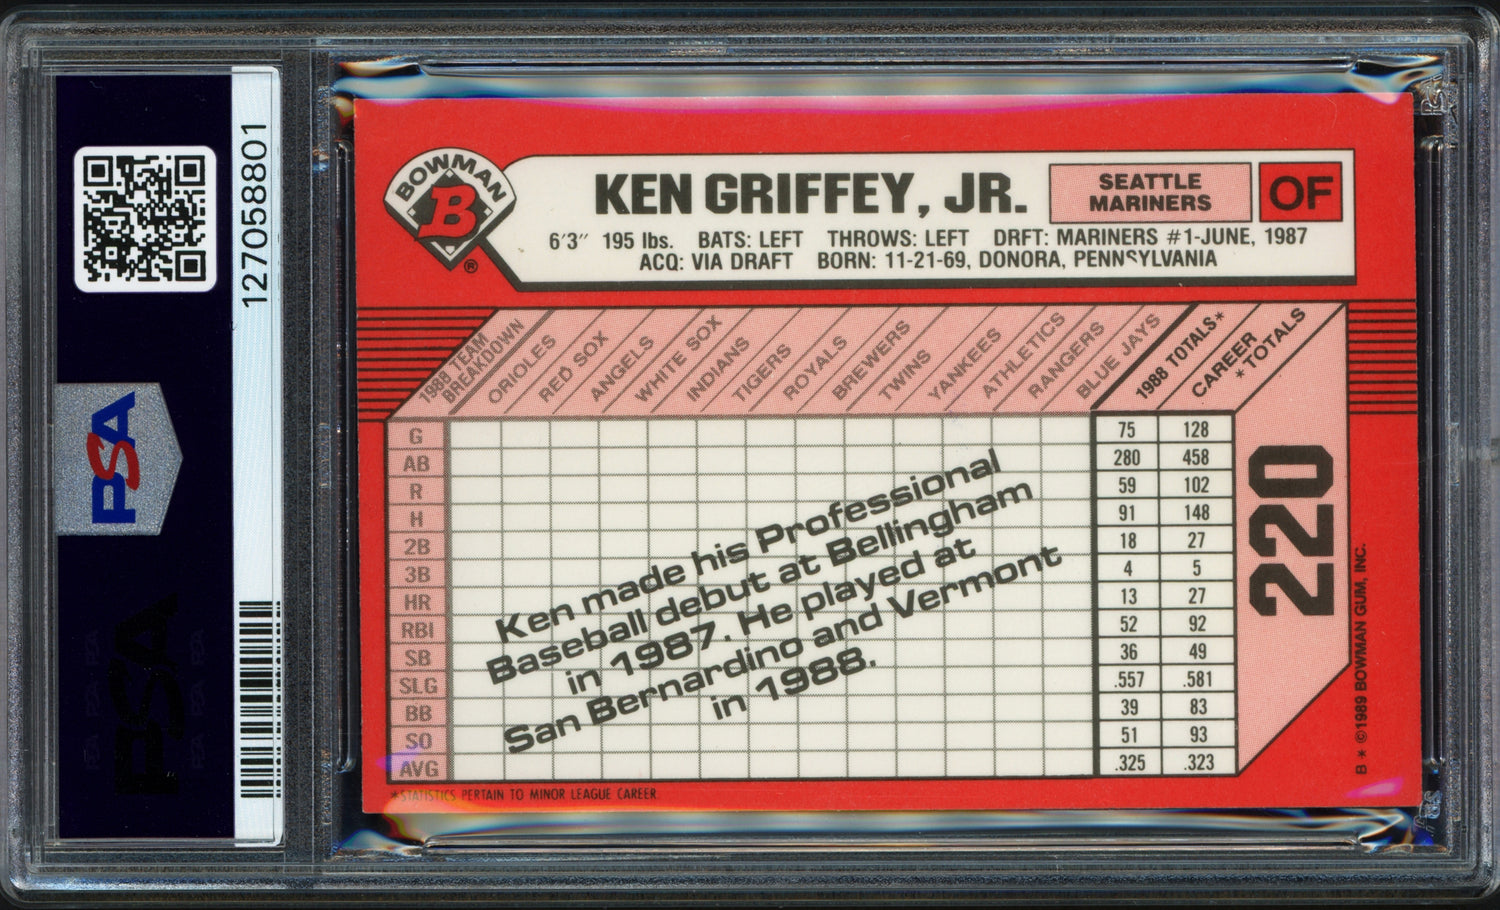 127058801
PSA
PSA
BOWMAN
B
®
KEN GRIFFEY, JR.
SEATTLE
MARINERS
OF
6'3" 195 lbs. BATS: LEFT THROWS: LEFT DRFT: MARINERS #1-JUNE, 1987
ACQ: VIA DRAFT BORN: 11-21-69, DONORA, PENNSYLVANIA
1988 TEAM
BREAKDOWN
ORIOLES
RED SOX
ANGELS
WHITE SOX
INDIANS
TIGERS
ROYALS
BREWERS
TWINS
YANKEES
ATHLETICS
RANGERS
BLUE JAYS
1988 TOTALS*
CAREER
*TOTALS
G 75 128
AB 280 458
R 59 102
H 91 148
2B 18 27
3B 4 5
HR 13 27
RBI 52 92
SB 36 49
SLG .557 .581
BB 39 83
SO 51 93
AVG .325 .323
Ken made his Professional
Baseball debut at Bellingham
in 1987. He played at
San Bernardino and Vermont
in 1988.
220
*STATISTICS PERTAIN TO MINOR LEAGUE CAREER.
B * ©1989 BOWMAN GUM, INC.